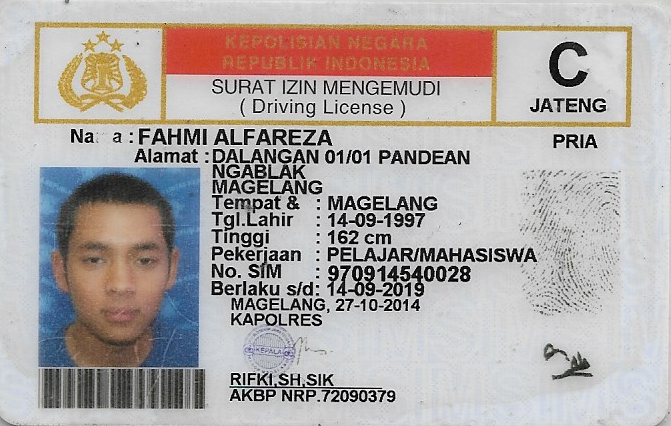 KEPOLISIAN NEGARA
REPUBLIK INDONESIA
SURAT IZIN MENGEMUDI
( Driving License )
C
JATENG
Na a : FAHMI ALFAREZA
PRIA
Alamat : DALANGAN 01/01 PANDEAN
NGABLAK
MAGELANG
Tempat & : MAGELANG
Tgl.Lahir : 14-09-1997
Tinggi : 162 cm
Pekerjaan : PELAJAR/MAHASISWA
No. SIM : 970914540028
Berlaku s/d : 14-09-2019
MAGELANG, 27-10-2014
KAPOLRES
KEPALA
RIFKI,SH,SIK
AKBP NRP.72090379